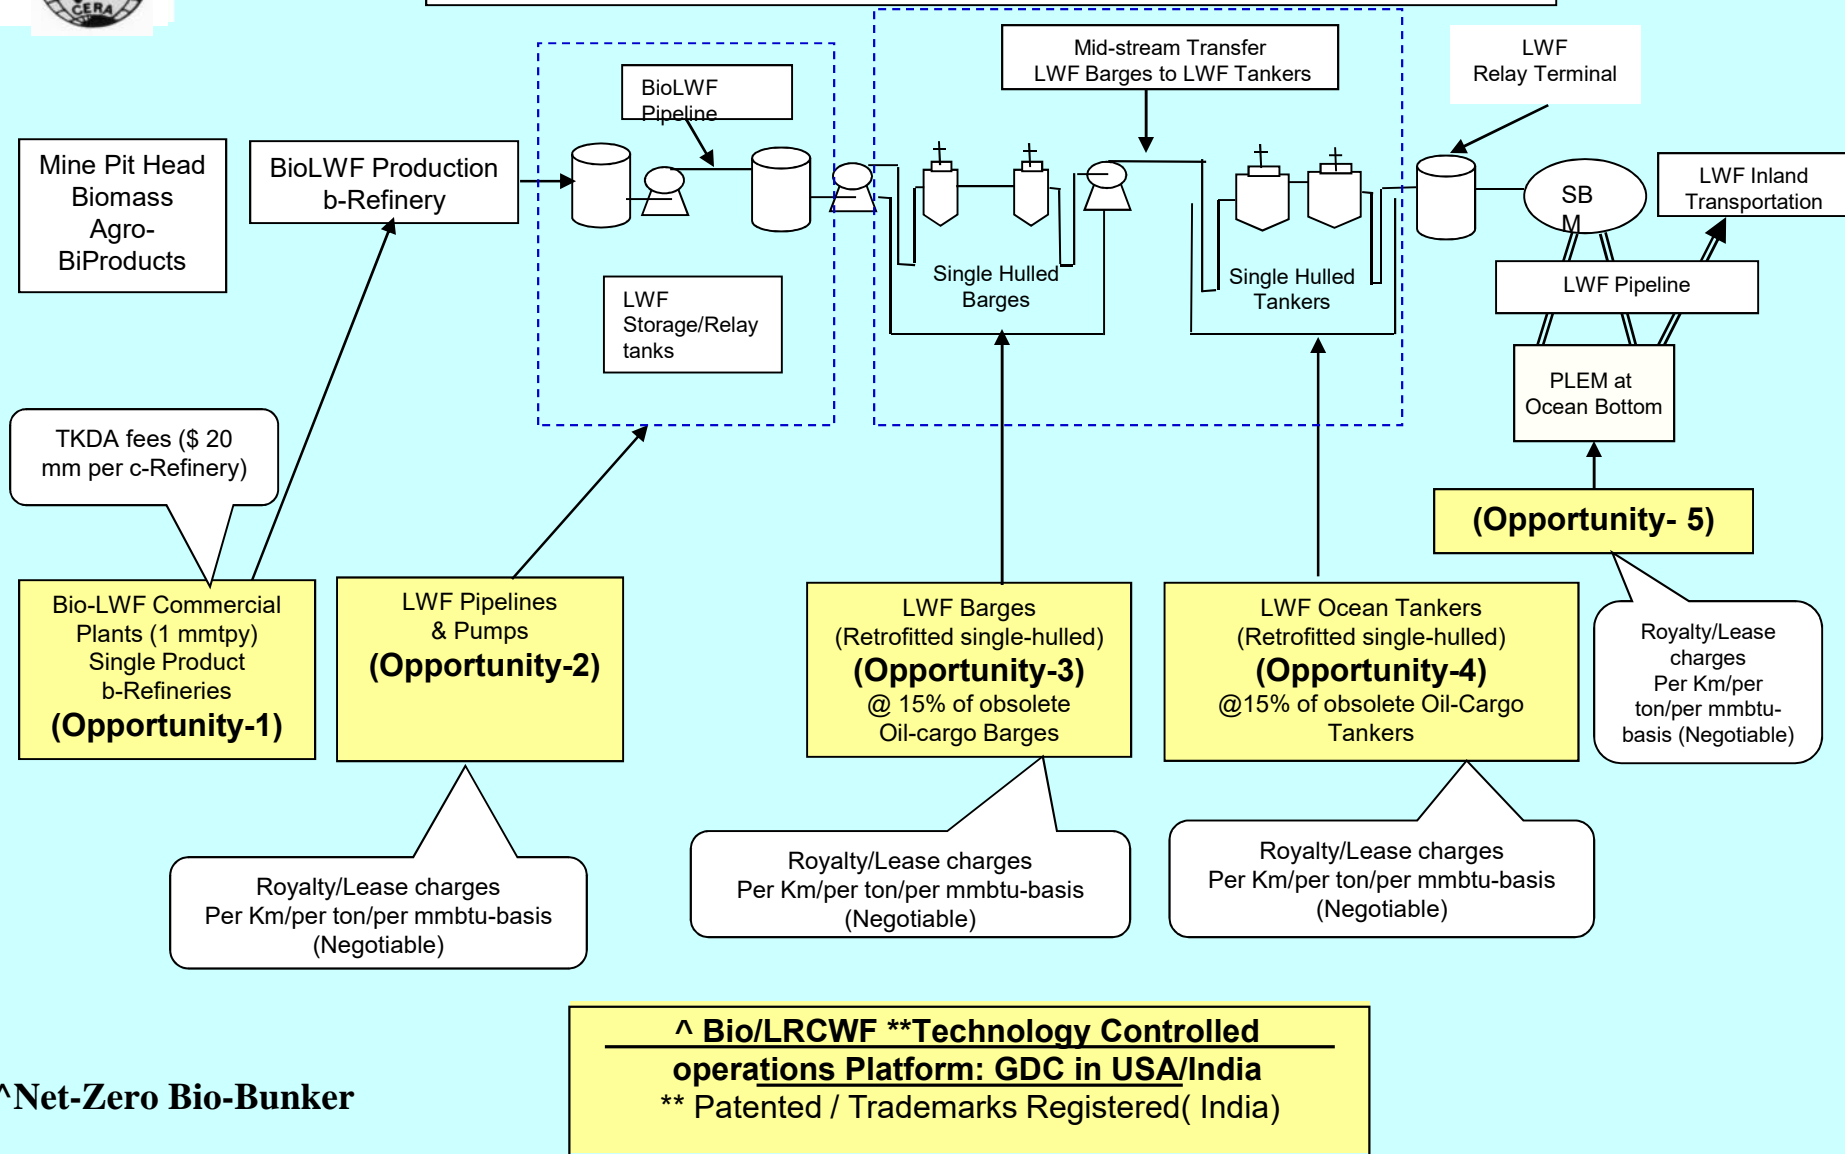 CERA
Mid-stream Transfer
LWF Barges to LWF Tankers
LWF
Relay Terminal
BioLWF
Pipeline
Mine Pit Head
Biomass
Agro-
BiProducts
BioLWF Production
b-Refinery
SB
M
LWF Inland
Transportation
Single Hulled
Barges
Single Hulled
Tankers
LWF Pipeline
LWF
Storage/Relay
tanks
PLEM at
Ocean Bottom
TKDA fees ($ 20
mm per c-Refinery)
(Opportunity- 5)
Bio-LWF Commercial
Plants (1 mmtpy)
Single Product
b-Refineries
(Opportunity-1)
LWF Pipelines
& Pumps
(Opportunity-2)
LWF Barges
(Retrofitted single-hulled)
(Opportunity-3)
@ 15% of obsolete
Oil-cargo Barges
LWF Ocean Tankers
(Retrofitted single-hulled)
(Opportunity-4)
@15% of obsolete Oil-Cargo
Tankers
Royalty/Lease
charges
Per Km/per
ton/per mmbtu-
basis (Negotiable)
Royalty/Lease charges
Per Km/per ton/per mmbtu-basis
(Negotiable)
Royalty/Lease charges
Per Km/per ton/per mmbtu-basis
(Negotiable)
Royalty/Lease charges
Per Km/per ton/per mmbtu-basis
(Negotiable)
^ Bio/LRCWF **Technology Controlled
operations Platform: GDC in USA/India
** Patented / Trademarks Registered( India)
^Net-Zero Bio-Bunker